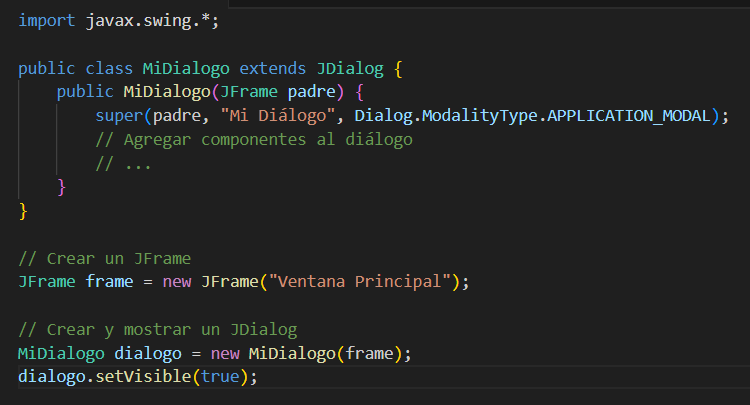 import javax.swing.*;
public class MiDialogo extends JDialog {
public MiDialogo(JFrame padre) {
super(padre, "Mi Diálogo", Dialog.ModalityType.APPLICATION_MODAL);
// Agregar componentes al diálogo
// ...
}
}
// Crear un JFrame
JFrame frame = new JFrame("Ventana Principal");
// Crear y mostrar un JDialog
MiDialogo dialogo = new MiDialogo(frame);
dialogo.setVisible(true);